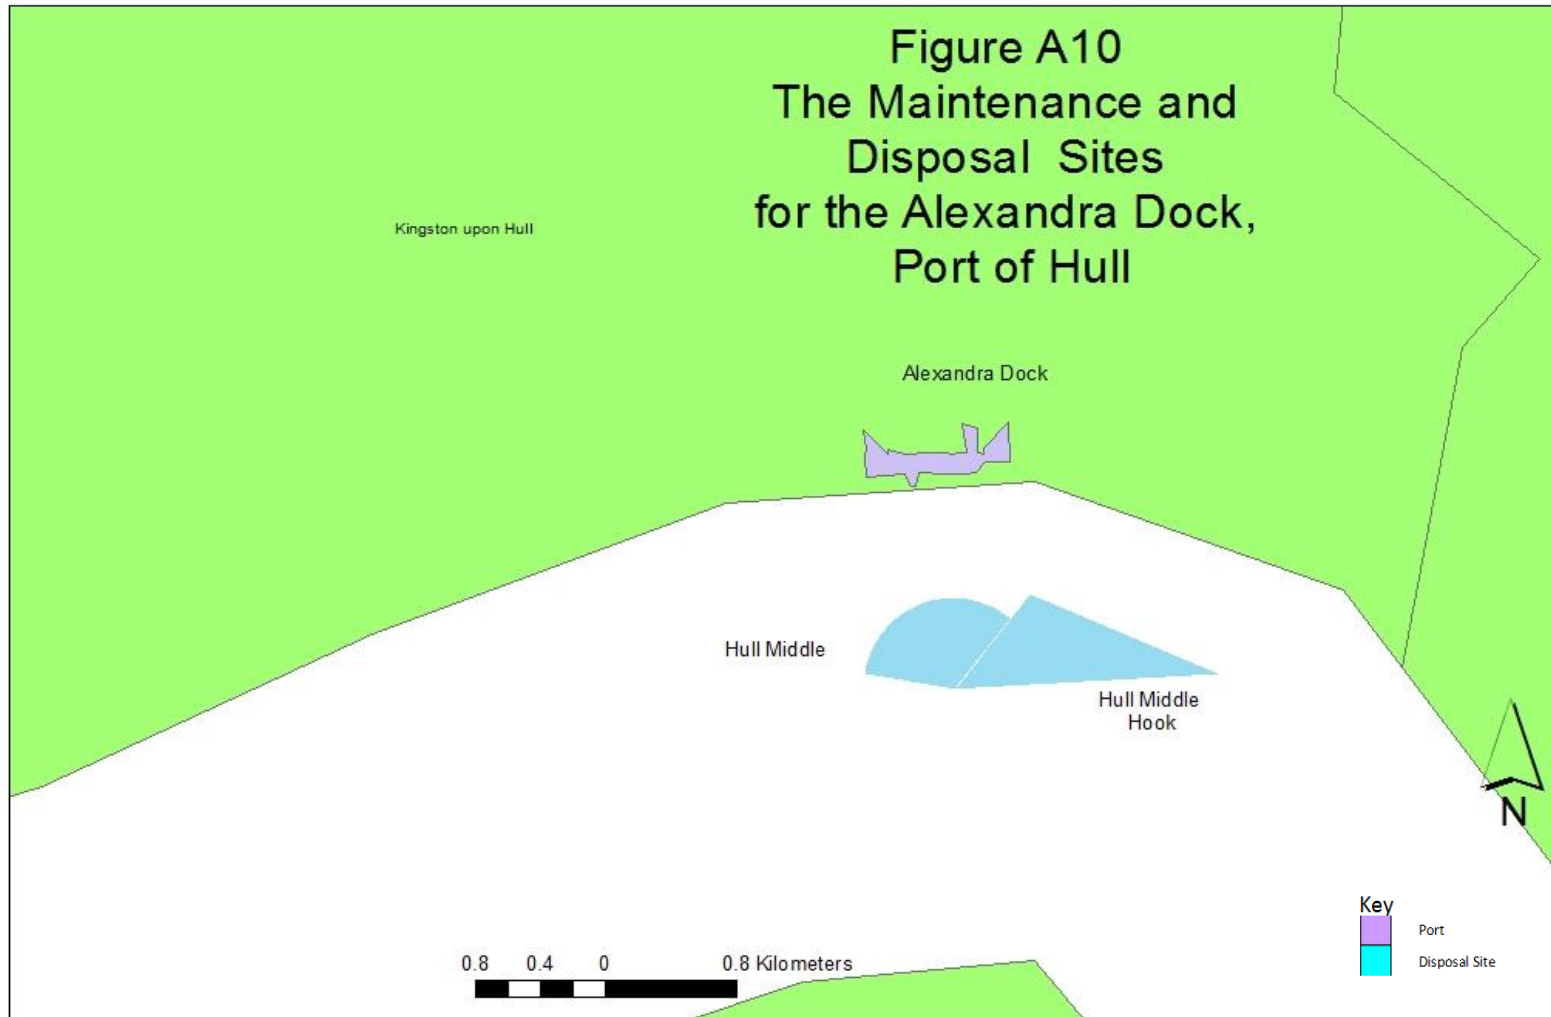 Figure A10
The Maintenance and
Disposal Sites
for the Alexandra Dock,
Port of Hull
Kingston upon Hull
Alexandra Dock
Hull Middle
Hull Middle
Hook
N
Key
Port
Disposal Site
0.8 0.4 0 0.8 Kilometers